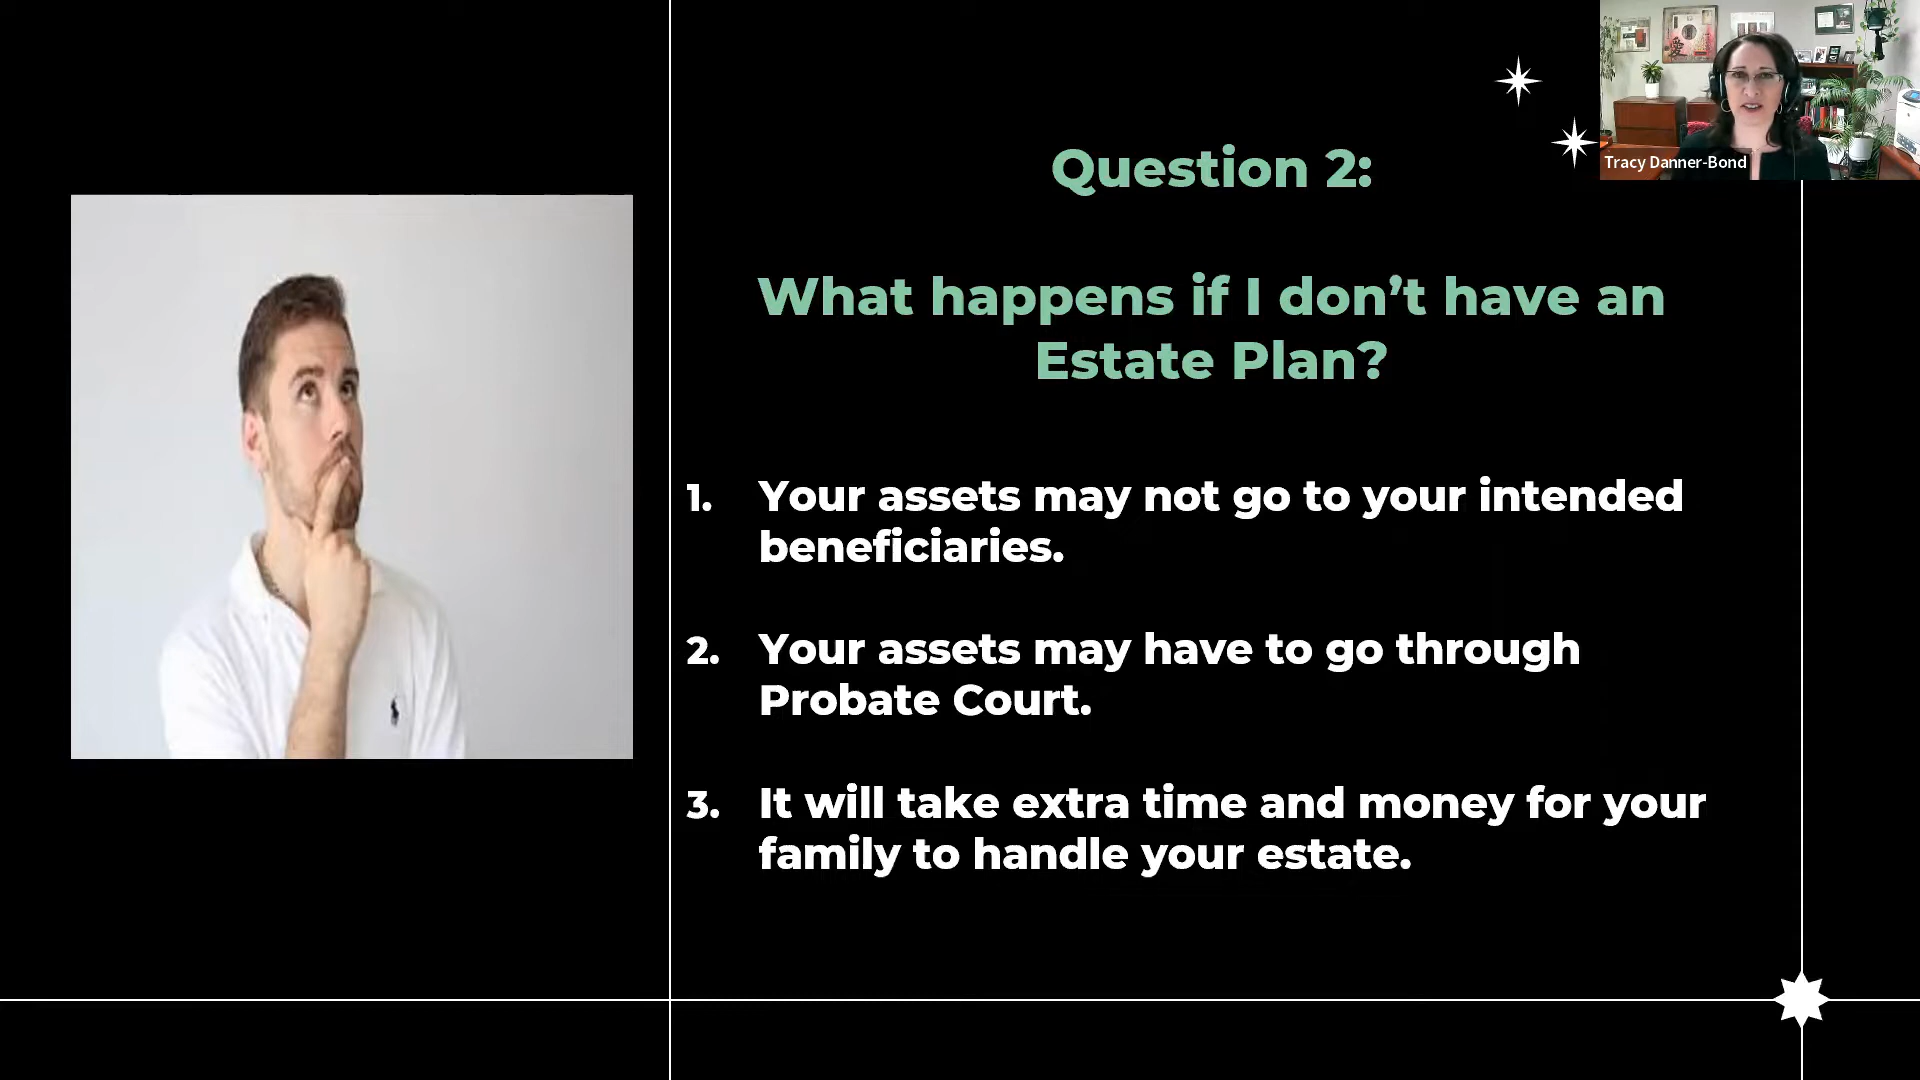 Question 2:
What happens if I don’t have an
Estate Plan?
1. Your assets may not go to your intended
beneficiaries.
2. Your assets may have to go through
Probate Court.
3. It will take extra time and money for your
family to handle your estate.
Tracy Danner-Bond